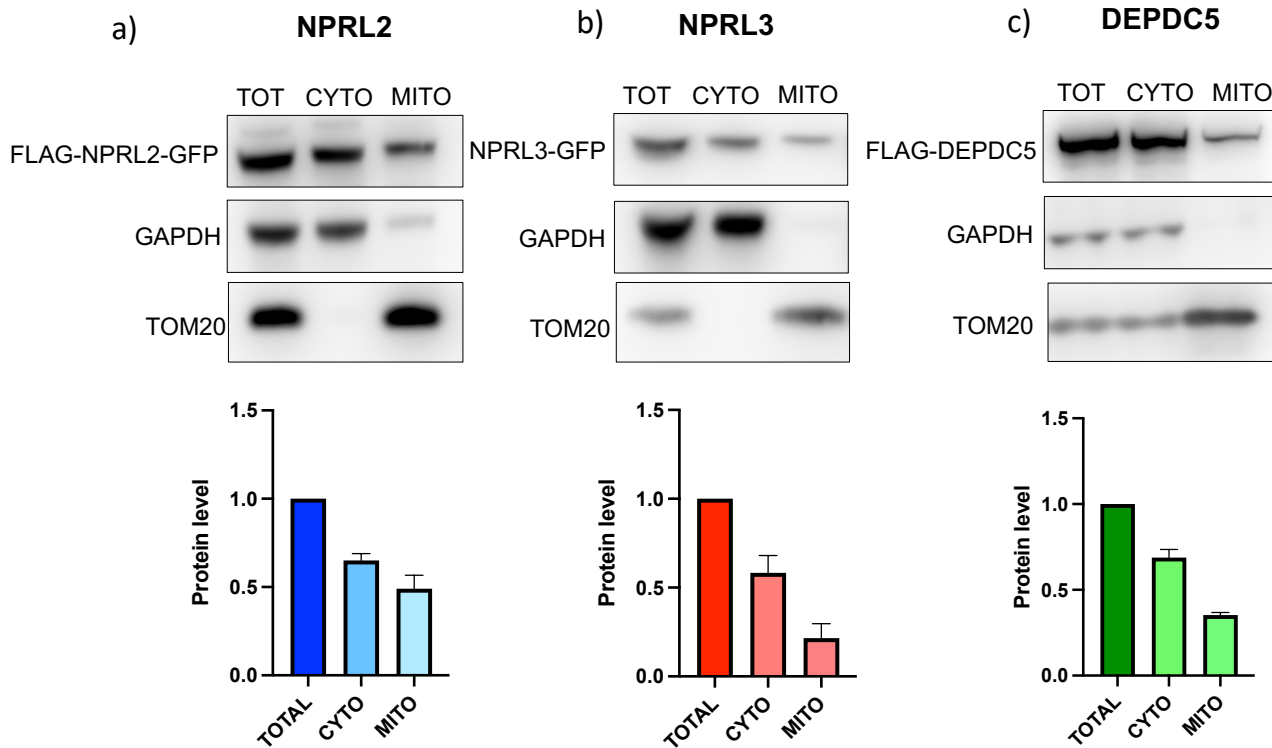 a) NPRL2
TOT CYTO MITO
FLAG-NPRL2-GFP
GAPDH
TOM20
1.5
1.0
0.5
0.0
Protein level
TOTAL
CYTO
MITO
b) NPRL3
TOT CYTO MITO
NPRL3-GFP
GAPDH
TOM20
1.5
1.0
0.5
0.0
Protein level
TOTAL
CYTO
MITO
c) DEPDC5
TOT CYTO MITO
FLAG-DEPDC5
GAPDH
TOM20
1.5
1.0
0.5
0.0
Protein level
TOTAL
CYTO
MITO